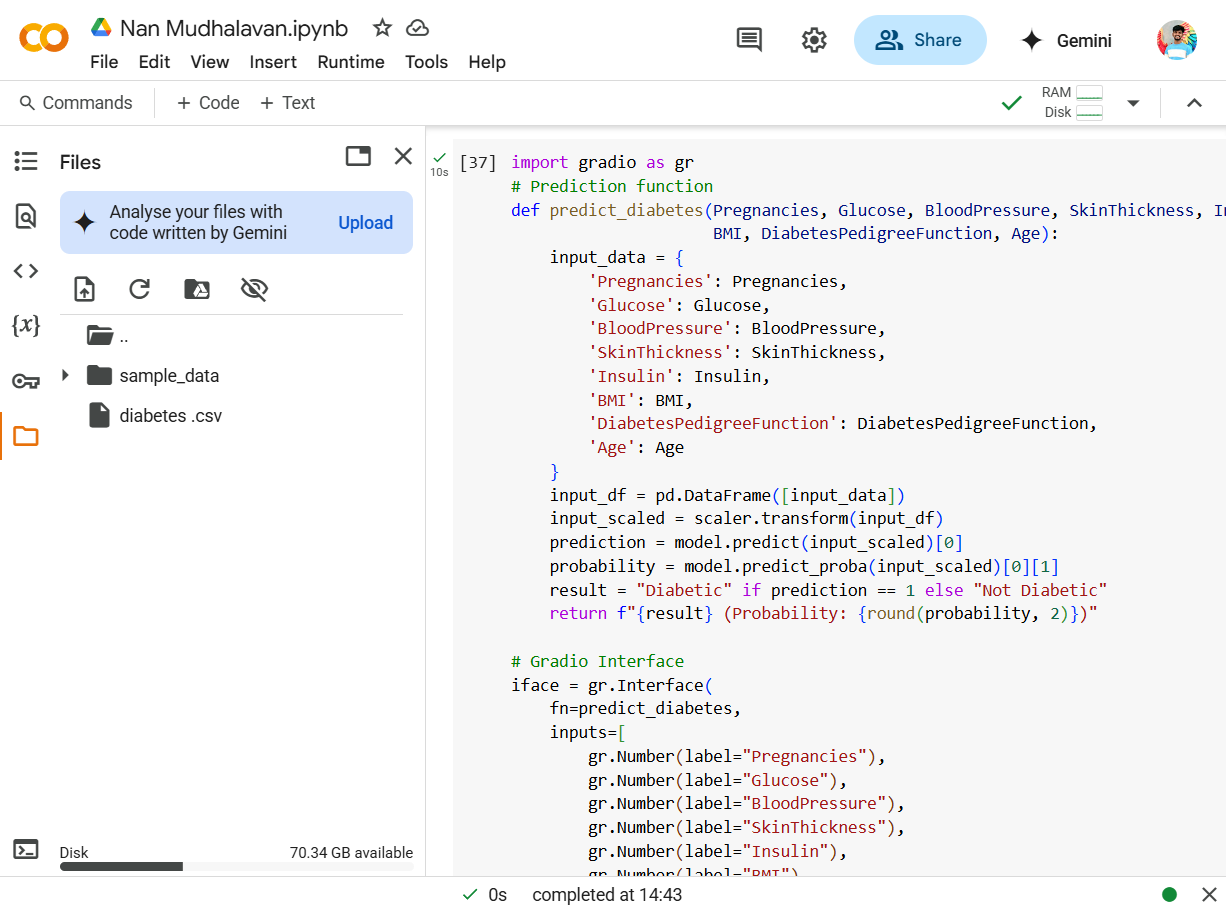 Nan Mudhalavan.ipynb
File Edit View Insert Runtime Tools Help
Share
Gemini
Commands
+ Code + Text
RAM
Disk
Files
Analyse your files with
code written by Gemini
Upload
{x}
..
sample_data
diabetes .csv
Disk
70.34 GB available
10s
[37]
import gradio as gr
# Prediction function
def predict_diabetes(Pregnancies, Glucose, BloodPressure, SkinThickness, In
                     BMI, DiabetesPedigreeFunction, Age):
    input_data = {
        'Pregnancies': Pregnancies,
        'Glucose': Glucose,
        'BloodPressure': BloodPressure,
        'SkinThickness': SkinThickness,
        'Insulin': Insulin,
        'BMI': BMI,
        'DiabetesPedigreeFunction': DiabetesPedigreeFunction,
        'Age': Age
    }
    input_df = pd.DataFrame([input_data])
    input_scaled = scaler.transform(input_df)
    prediction = model.predict(input_scaled)[0]
    probability = model.predict_proba(input_scaled)[0][1]
    result = "Diabetic" if prediction == 1 else "Not Diabetic"
    return f"{result} (Probability: {round(probability, 2)})"
# Gradio Interface
iface = gr.Interface(
    fn=predict_diabetes,
    inputs=[
        gr.Number(label="Pregnancies"),
        gr.Number(label="Glucose"),
        gr.Number(label="BloodPressure"),
        gr.Number(label="SkinThickness"),
        gr.Number(label="Insulin"),
        gr.Number(label="BMI")
0s completed at 14:43